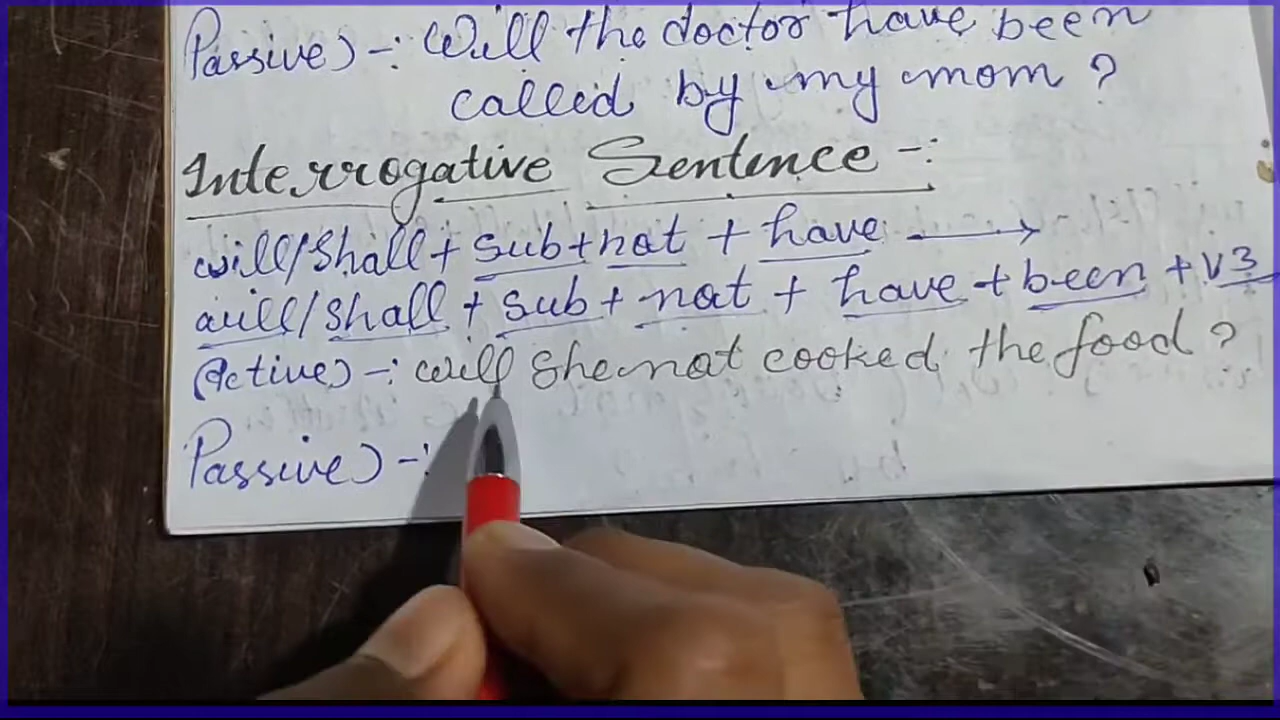 Passive) -: Will the doctor have been
called by my mom ?
Interrogative Sentence -:
will/shall + sub + not + have →
will/shall + sub + not + have + been + V3
(Active) -: will she not cooked the food ?
Passive) -: